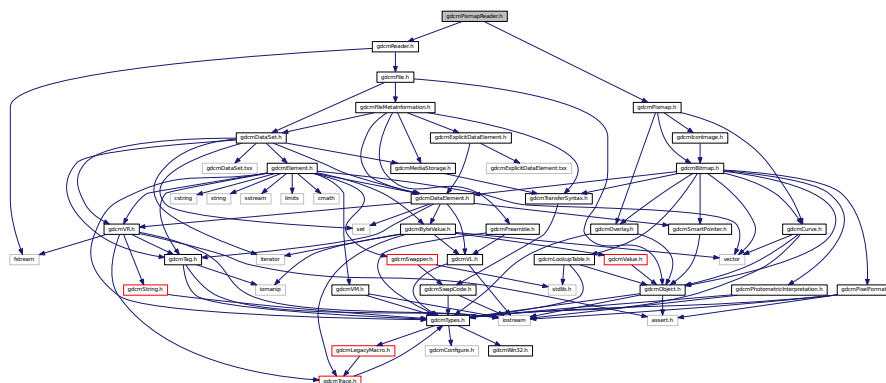 gdcmPixmapReader.h
gdcmReader.h
gdcmFile.h
gdcmFileMetaInformation.h
gdcmPixmap.h
gdcmDataSet.h
gdcmExplicitDataElement.h
gdcmIconImage.h
gdcmDataSet.txx
gdcmElement.h
gdcmMediaStorage.h
gdcmExplicitDataElement.txx
gdcmBitmap.h
cstring
string
sstream
limits
cmath
gdcmDataElement.h
gdcmTransferSyntax.h
gdcmVR.h
set
gdcmByteValue.h
gdcmPreamble.h
gdcmOverlay.h
gdcmSmartPointer.h
gdcmCurve.h
fstream
gdcmTag.h
iterator
gdcmSwapper.h
gdcmVL.h
gdcmLookupTable.h
gdcmValue.h
vector
gdcmString.h
iomanip
gdcmVM.h
gdcmSwapCode.h
stdlib.h
gdcmObject.h
gdcmPhotometricInterpretation.h
gdcmPixelFormat
gdcmTypes.h
iostream
assert.h
gdcmLegacyMacro.h
gdcmConfigure.h
gdcmWin32.h
gdcmTrace.h